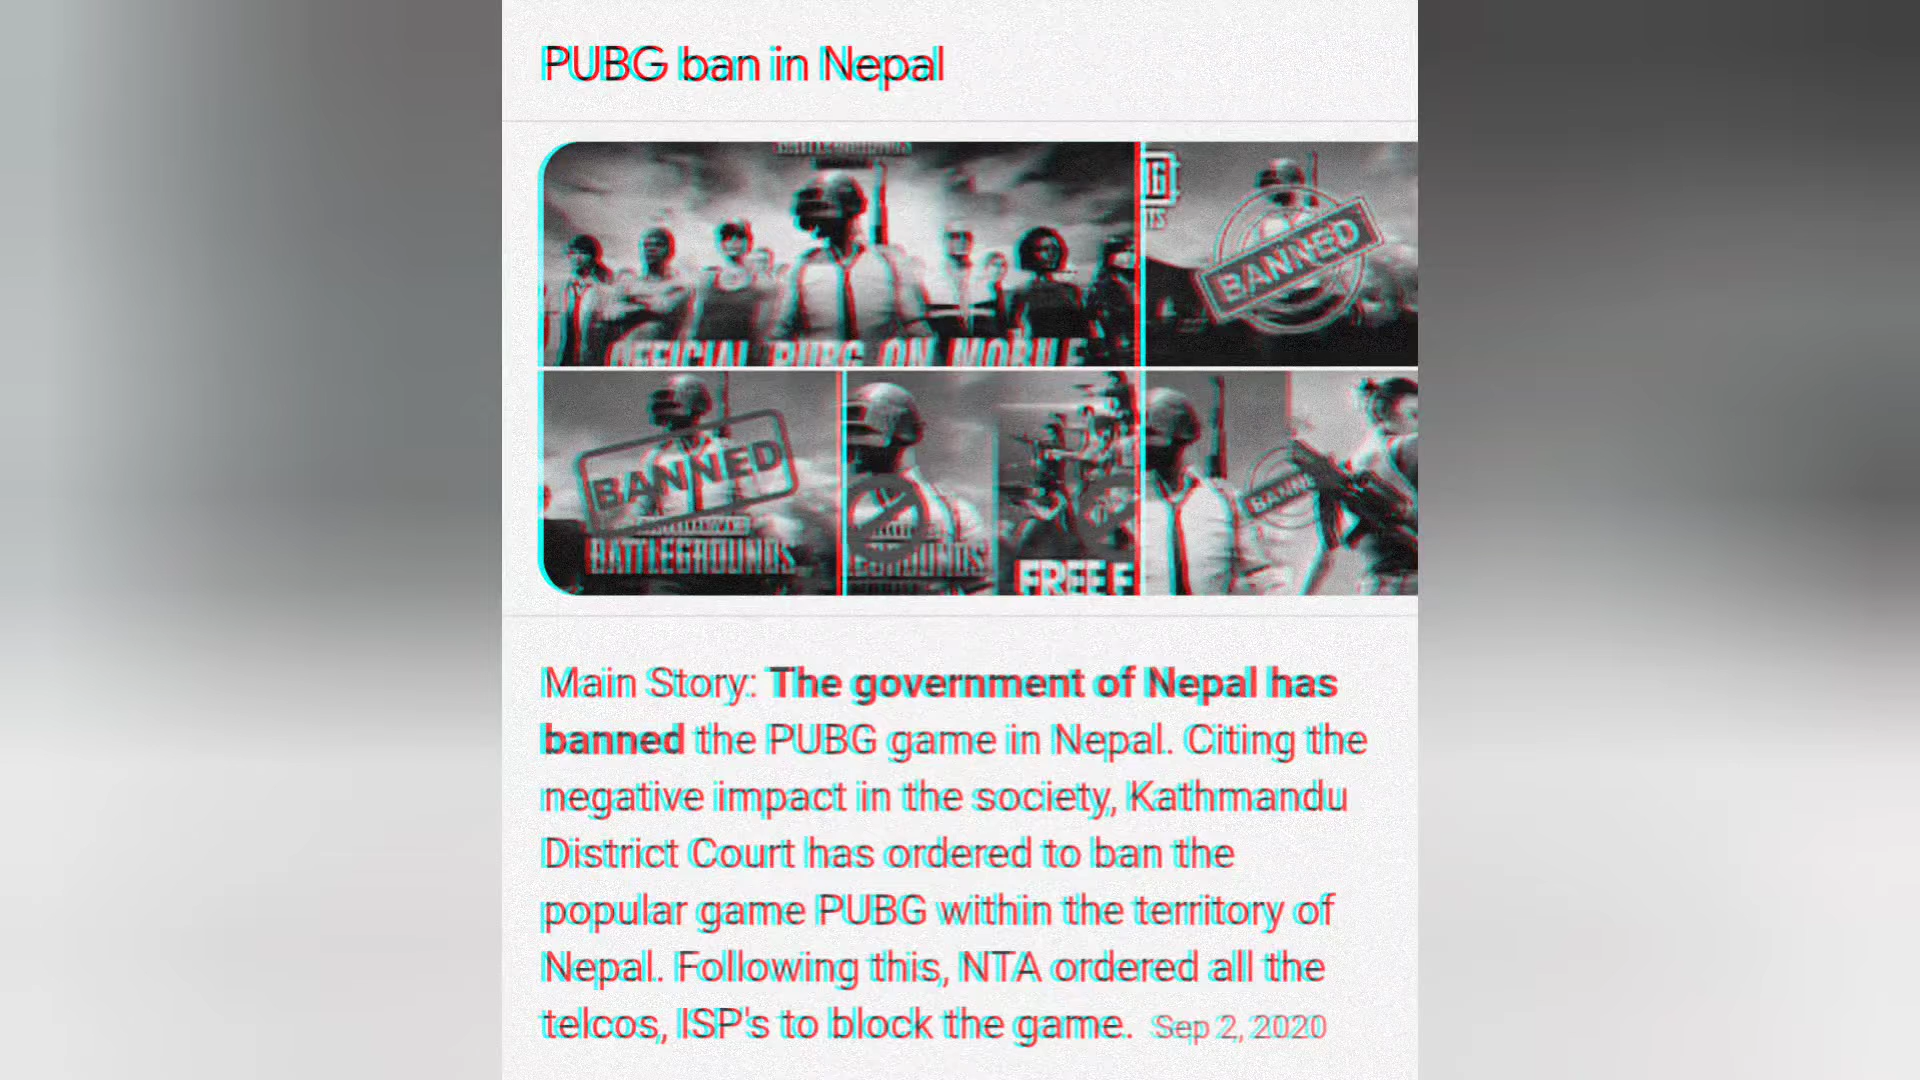 PUBG ban in Nepal
OFFICIAL PUBG ON MOBILE
BANNED
BANNED
BATTLEGROUNDS
FREE F
BANNE
Main Story: The government of Nepal has
banned the PUBG game in Nepal. Citing the
negative impact in the society, Kathmandu
District Court has ordered to ban the
popular game PUBG within the territory of
Nepal. Following this, NTA ordered all the
telcos, ISP's to block the game. Sep 2, 2020